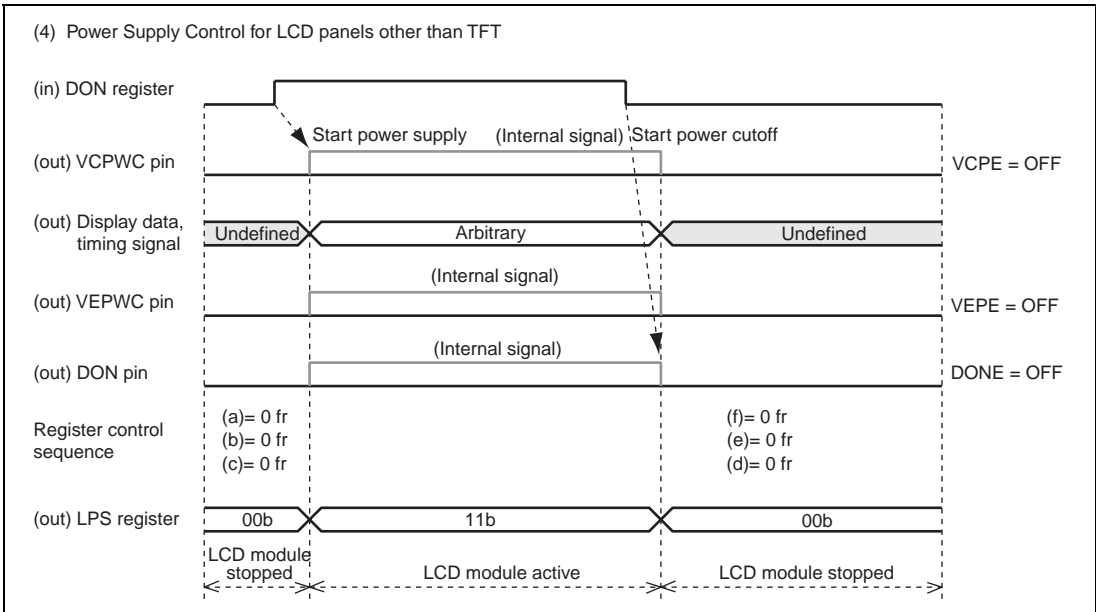 (4) Power Supply Control for LCD panels other than TFT
(in) DON register
Start power supply
(Internal signal)
Start power cutoff
(out) VCPWC pin
VCPE = OFF
(out) Display data,
timing signal
Undefined
Arbitrary
Undefined
(Internal signal)
(out) VEPWC pin
VEPE = OFF
(Internal signal)
(out) DON pin
DONE = OFF
Register control
sequence
(a)= 0 fr
(b)= 0 fr
(c)= 0 fr
(f)= 0 fr
(e)= 0 fr
(d)= 0 fr
(out) LPS register
00b
11b
00b
LCD module
stopped
LCD module active
LCD module stopped